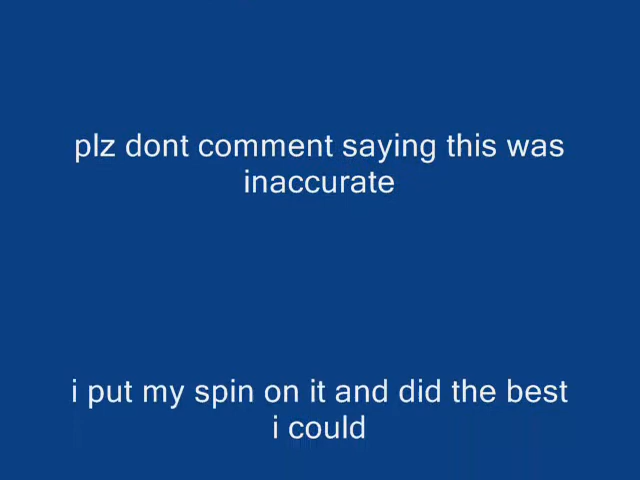 plz dont comment saying this was
inaccurate
i put my spin on it and did the best
i could